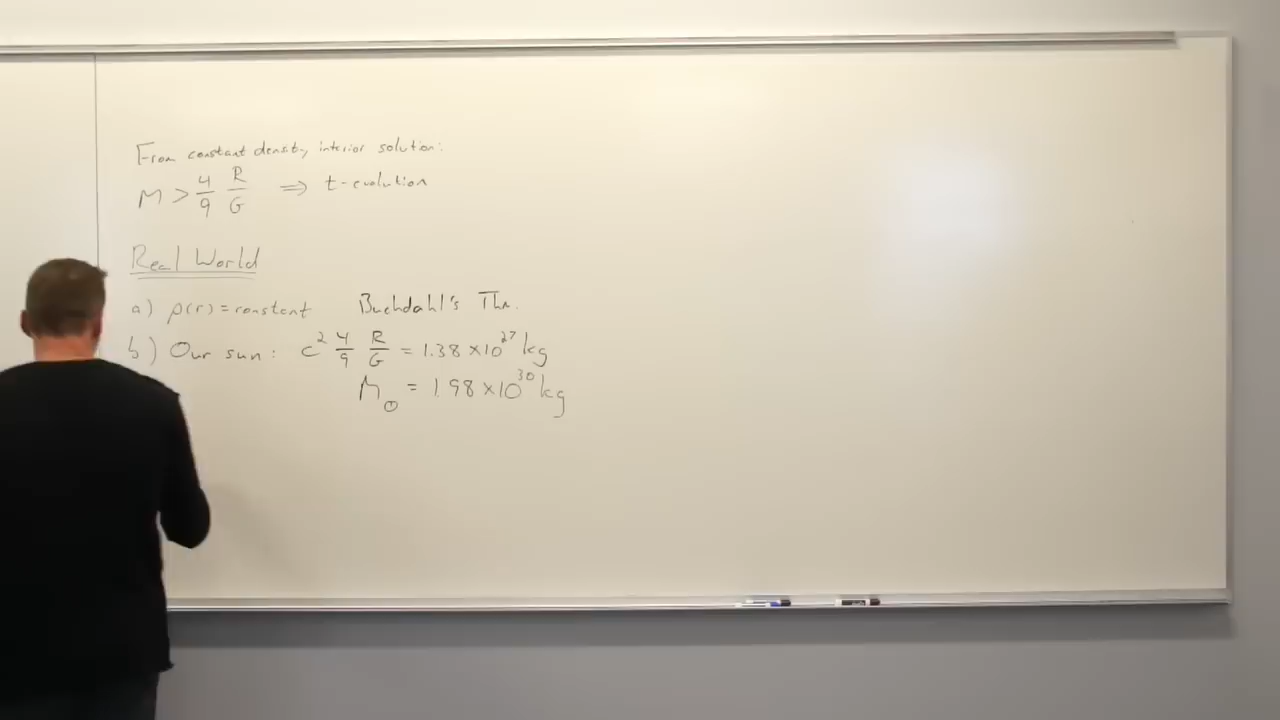 From constant density interior solution:
M > 4/9 R/G ⇒ t-evolution
Real World
a) ρ(r) = constant Buchdahl's Thm.
b) Our sun: c² 4/9 R/G = 1.38 × 10²⁷ kg
M⊙ = 1.98 × 10³⁰ kg